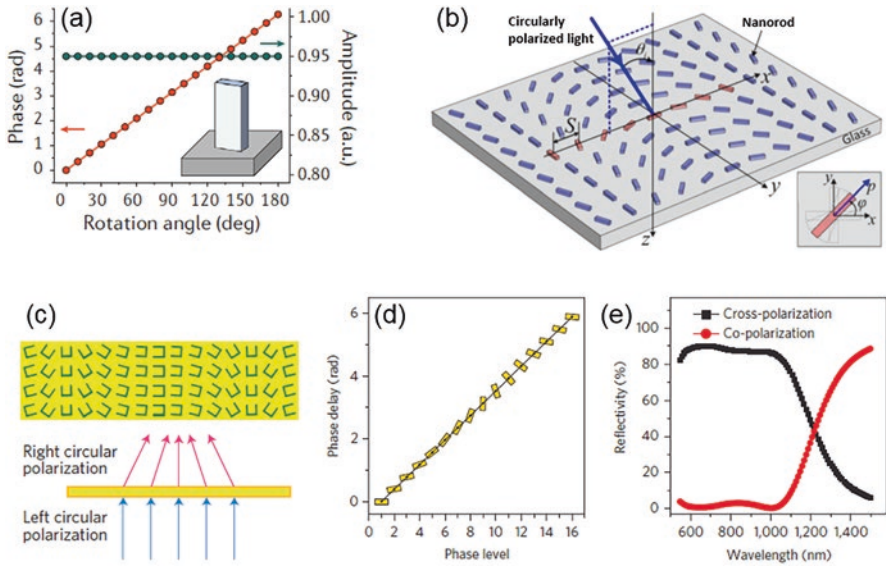 (a)
6
5
4
3
2
1
0
Phase (rad)
1.00
0.95
0.90
0.85
0.80
Amplitude (a.u.)
0 30 60 90 120 150 180
Rotation angle (deg)
(b)
Circularly
polarized light
Nanorod
θ
x
S
Glass
y
z
y
p
φ
x
(c)
Right circular
polarization
Left circular
polarization
(d)
6
4
2
0
Phase delay (rad)
0 2 4 6 8 10 12 14 16
Phase level
(e)
Cross-polarization
Co-polarization
100
80
60
40
20
0
Reflectivity (%)
600 800 1,000 1,200 1,400
Wavelength (nm)